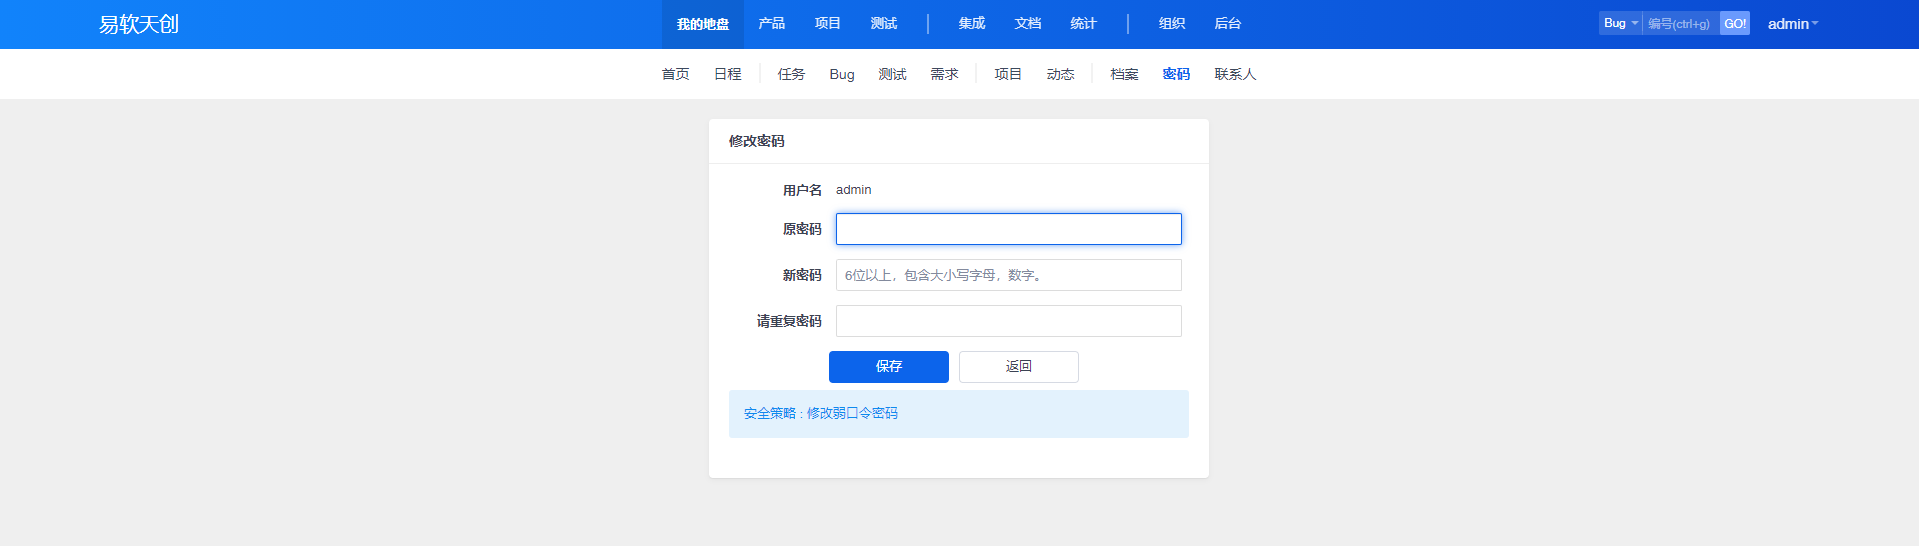 易软天创 我的地盘 产品 项目 测试 集成 文档 统计 组织 后台 Bug 编号(ctrl+g) GO! admin
首页 日程 任务 Bug 测试 需求 项目 动态 档案 密码 联系人
修改密码
用户名 admin
原密码
新密码 6位以上，包含大小写字母，数字。
请重复密码
保存 返回
安全策略 : 修改弱口令密码